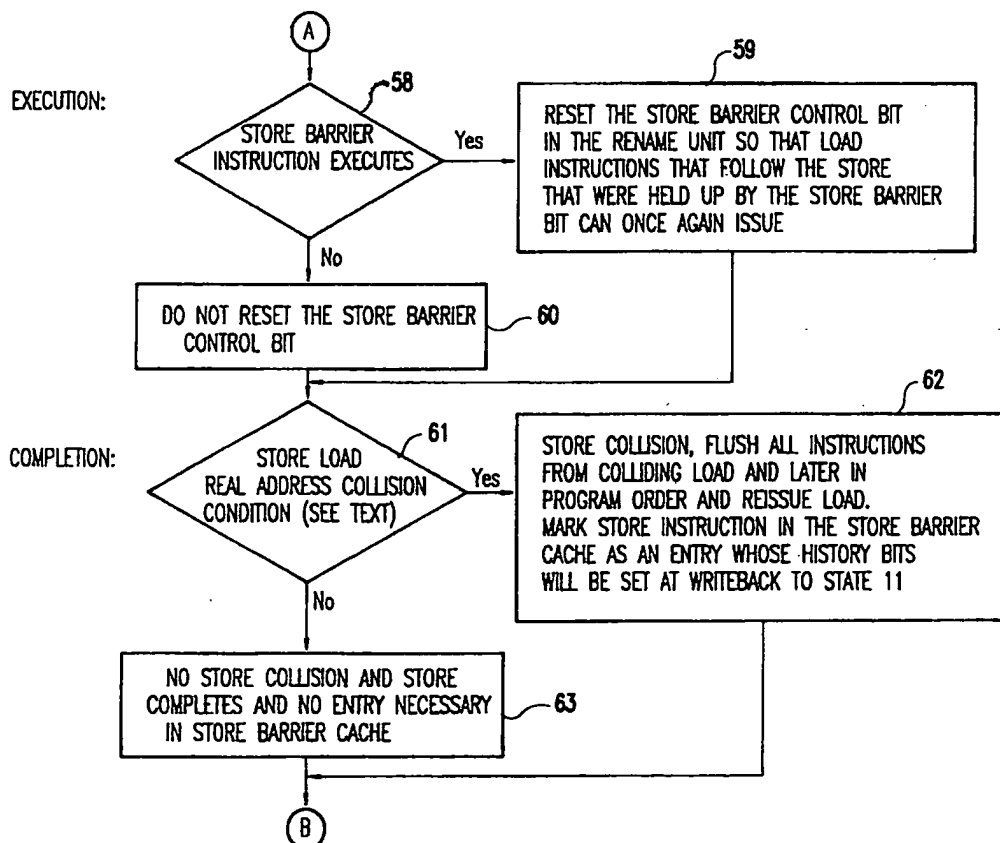 A
EXECUTION:
58
STORE BARRIER
INSTRUCTION EXECUTES
Yes
59
RESET THE STORE BARRIER CONTROL BIT
IN THE RENAME UNIT SO THAT LOAD
INSTRUCTIONS THAT FOLLOW THE STORE
THAT WERE HELD UP BY THE STORE BARRIER
BIT CAN ONCE AGAIN ISSUE
No
DO NOT RESET THE STORE BARRIER
CONTROL BIT
60
COMPLETION:
61
STORE LOAD
REAL ADDRESS COLLISION
CONDITION (SEE TEXT)
Yes
62
STORE COLLISION, FLUSH ALL INSTRUCTIONS
FROM COLLIDING LOAD AND LATER IN
PROGRAM ORDER AND REISSUE LOAD.
MARK STORE INSTRUCTION IN THE STORE BARRIER
CACHE AS AN ENTRY WHOSE HISTORY BITS
WILL BE SET AT WRITEBACK TO STATE 11
No
NO STORE COLLISION AND STORE
COMPLETES AND NO ENTRY NECESSARY
IN STORE BARRIER CACHE
63
B